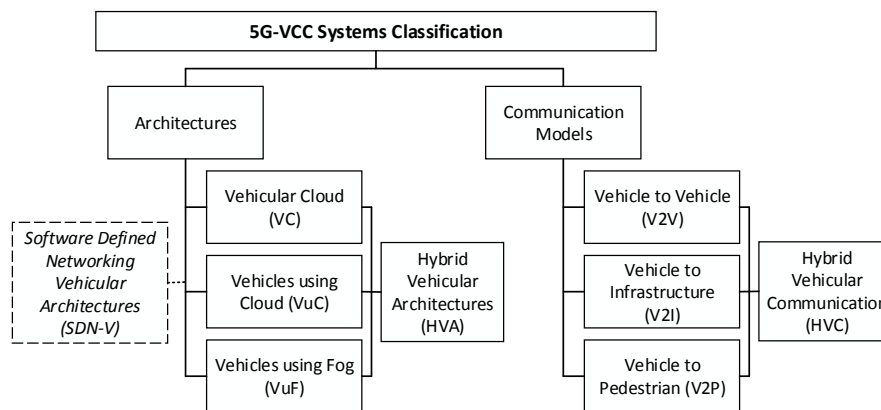 5G-VCC Systems Classification
Architectures
Communication
Models
Vehicular Cloud
(VC)
Vehicles using
Cloud (VuC)
Vehicles using Fog
(VuF)
Software Defined
Networking
Vehicular
Architectures
(SDN-V)
Hybrid
Vehicular
Architectures
(HVA)
Vehicle to Vehicle
(V2V)
Vehicle to
Infrastructure
(V2I)
Vehicle to
Pedestrian (V2P)
Hybrid
Vehicular
Communication
(HVC)